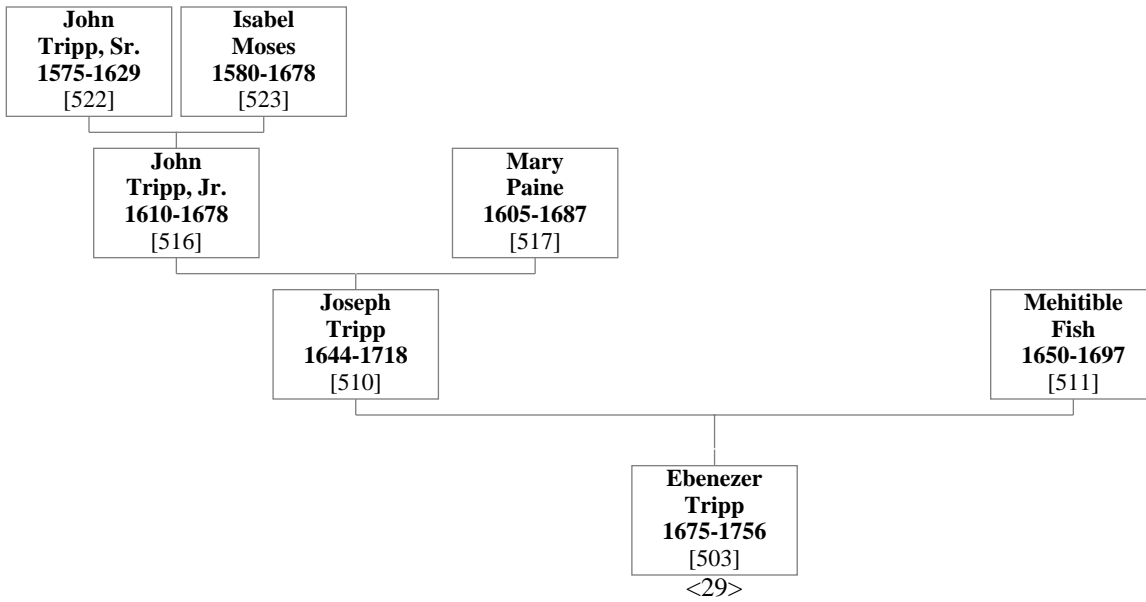 John
Tripp, Sr.
1575-1629
[522]
Isabel
Moses
1580-1678
[523]
John
Tripp, Jr.
1610-1678
[516]
Mary
Paine
1605-1687
[517]
Joseph
Tripp
1644-1718
[510]
Mehitible
Fish
1650-1697
[511]
Ebenezer
Tripp
1675-1756
[503]
<29>